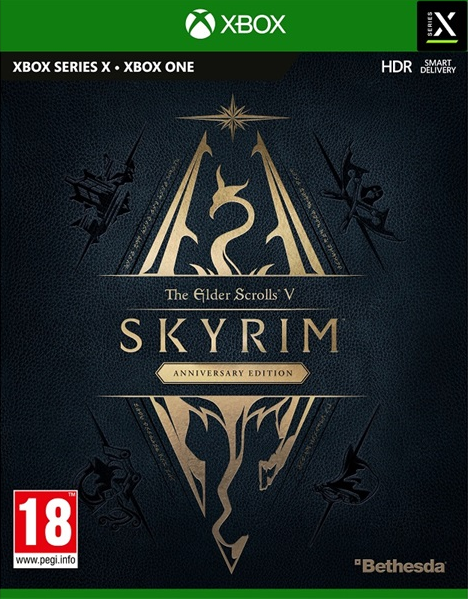 XBOX
SERIES X
XBOX SERIES X • XBOX ONE
HDR
SMART
DELIVERY
The Elder Scrolls® V
SKYRIM
ANNIVERSARY EDITION
18
www.pegi.info
Bethesda®